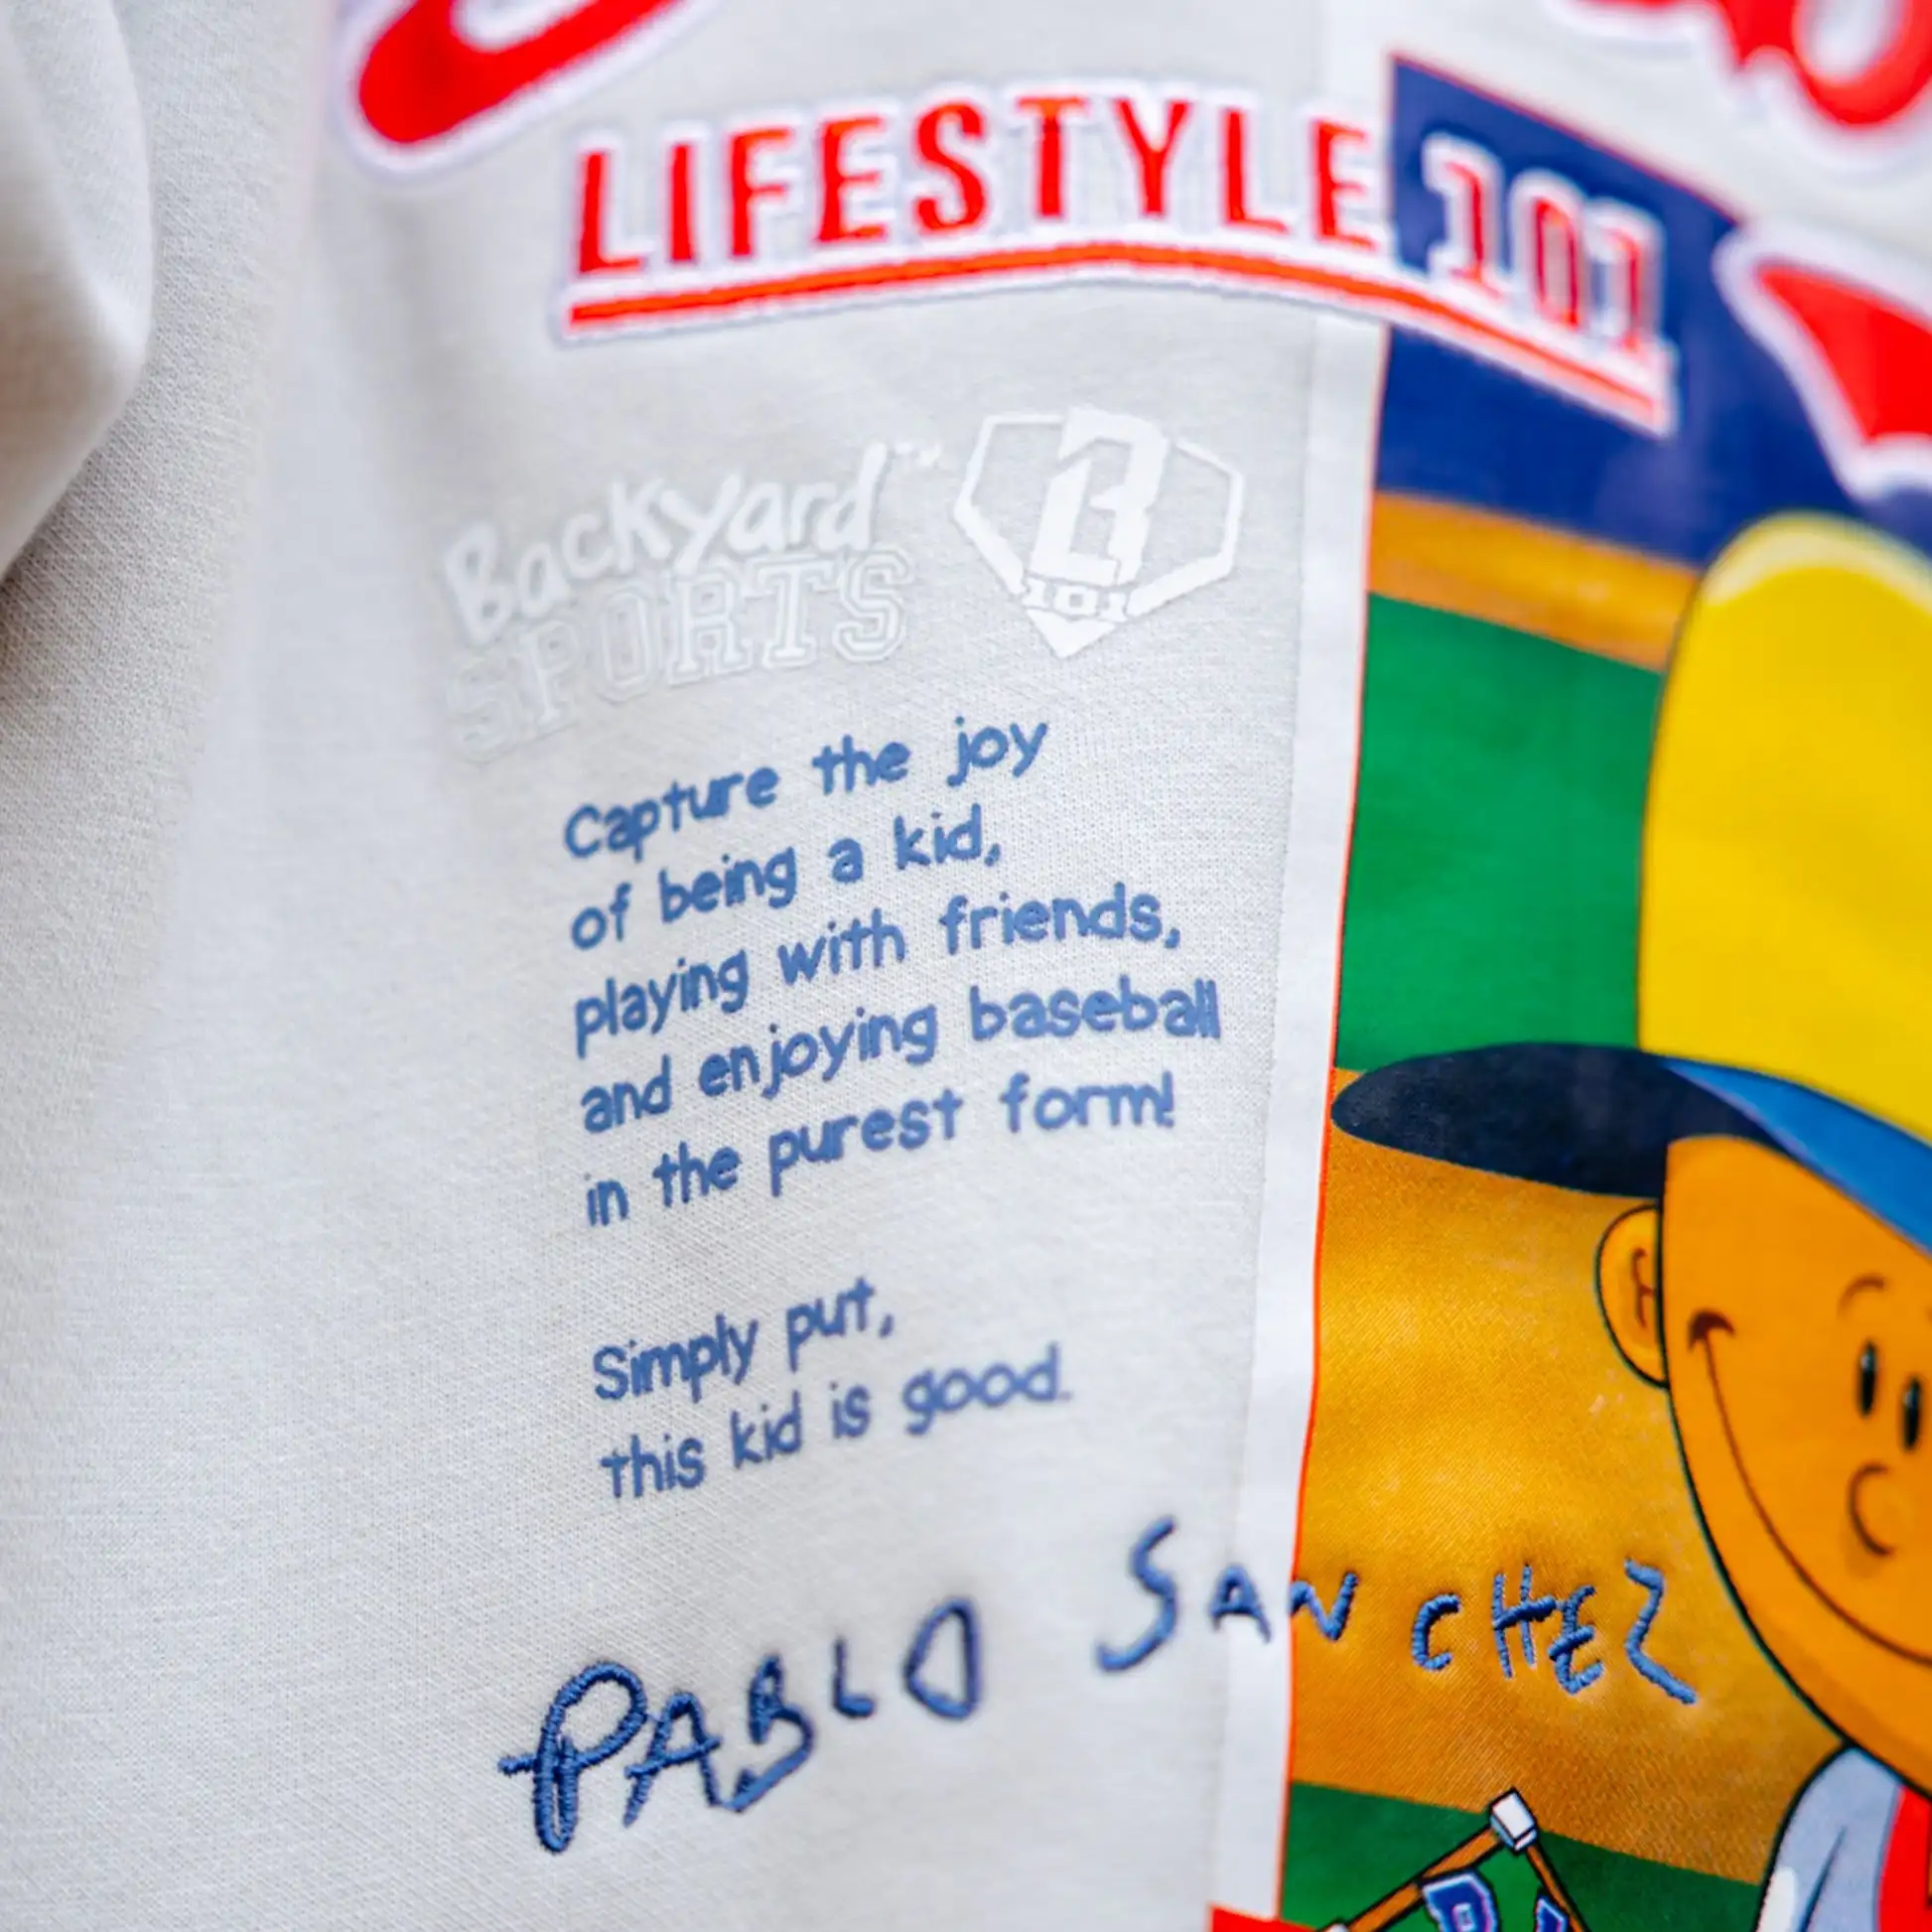 LIFESTYLE 101
Backyard™
SPORTS
B
101
Capture the joy
of being a kid,
playing with friends,
and enjoying baseball
in the purest form!
Simply put,
this kid is good.
PABLO SANCHEZ